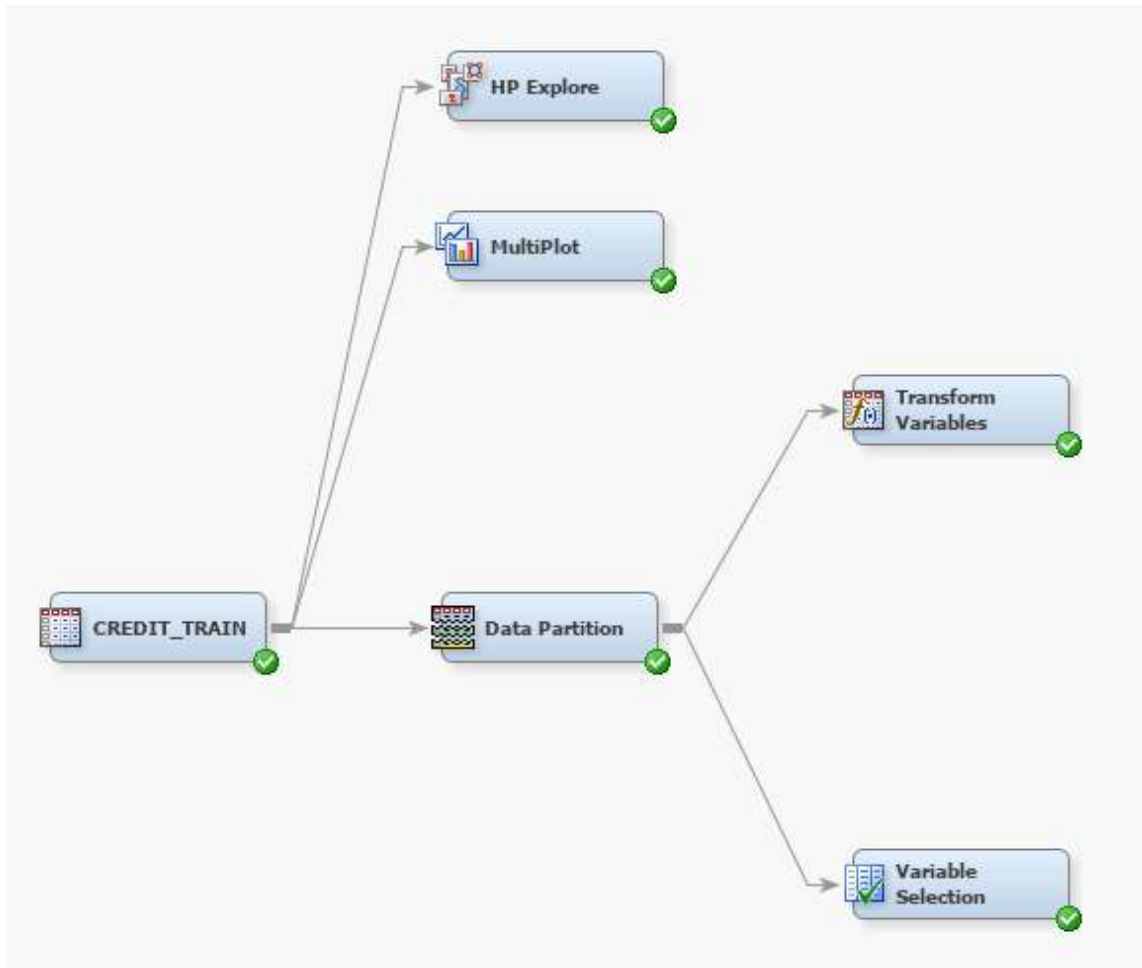 HP Explore
MultiPlot
Transform
Variables
CREDIT_TRAIN
Data Partition
Variable
Selection